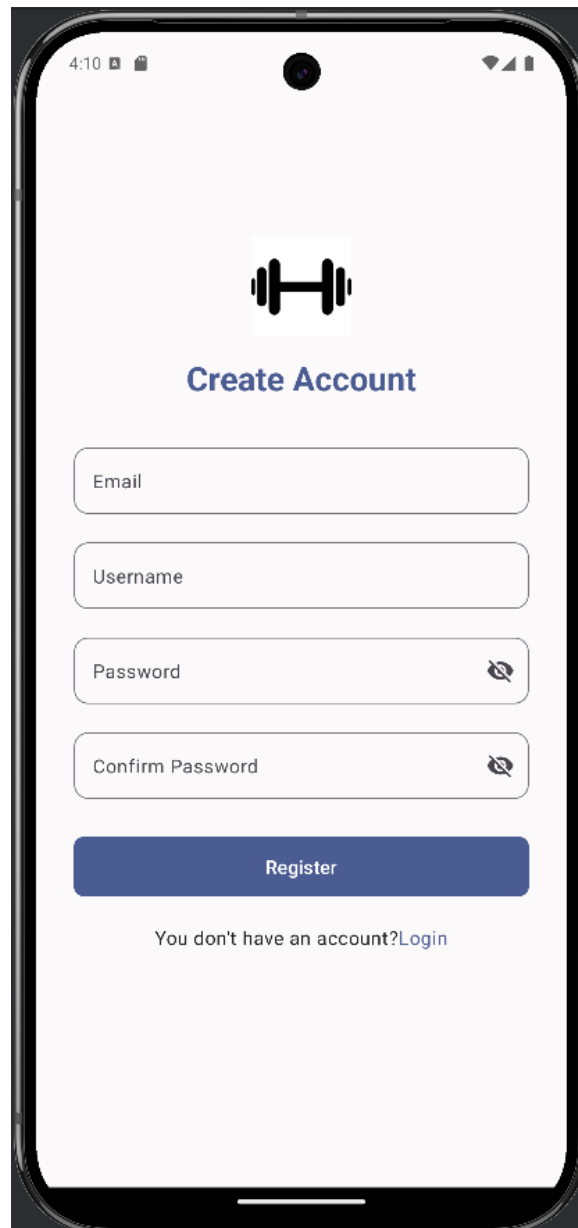 4:10
Create Account
Email
Username
Password
Confirm Password
Register
You don't have an account?Login